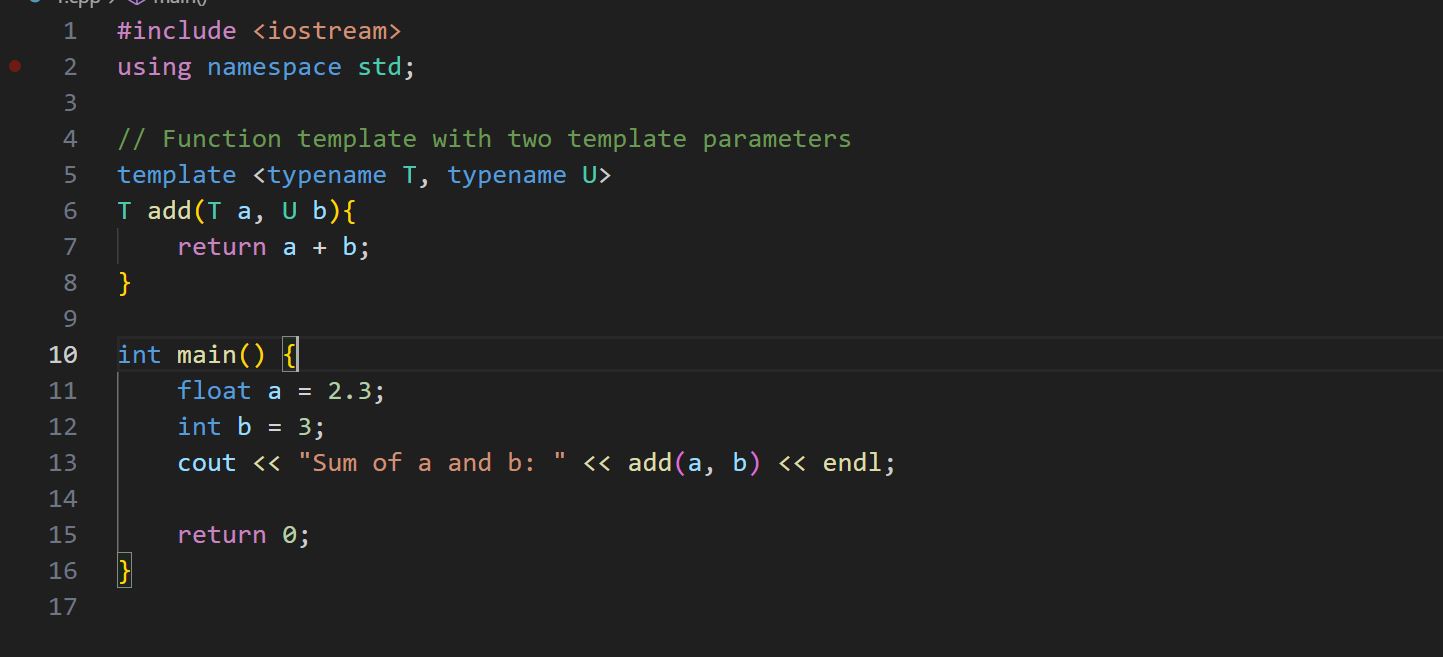 main()
1 #include <iostream>
2 using namespace std;
3
4 // Function template with two template parameters
5 template <typename T, typename U>
6 T add(T a, U b){
7     return a + b;
8 }
9
10 int main() {
11     float a = 2.3;
12     int b = 3;
13     cout << "Sum of a and b: " << add(a, b) << endl;
14
15     return 0;
16 }
17